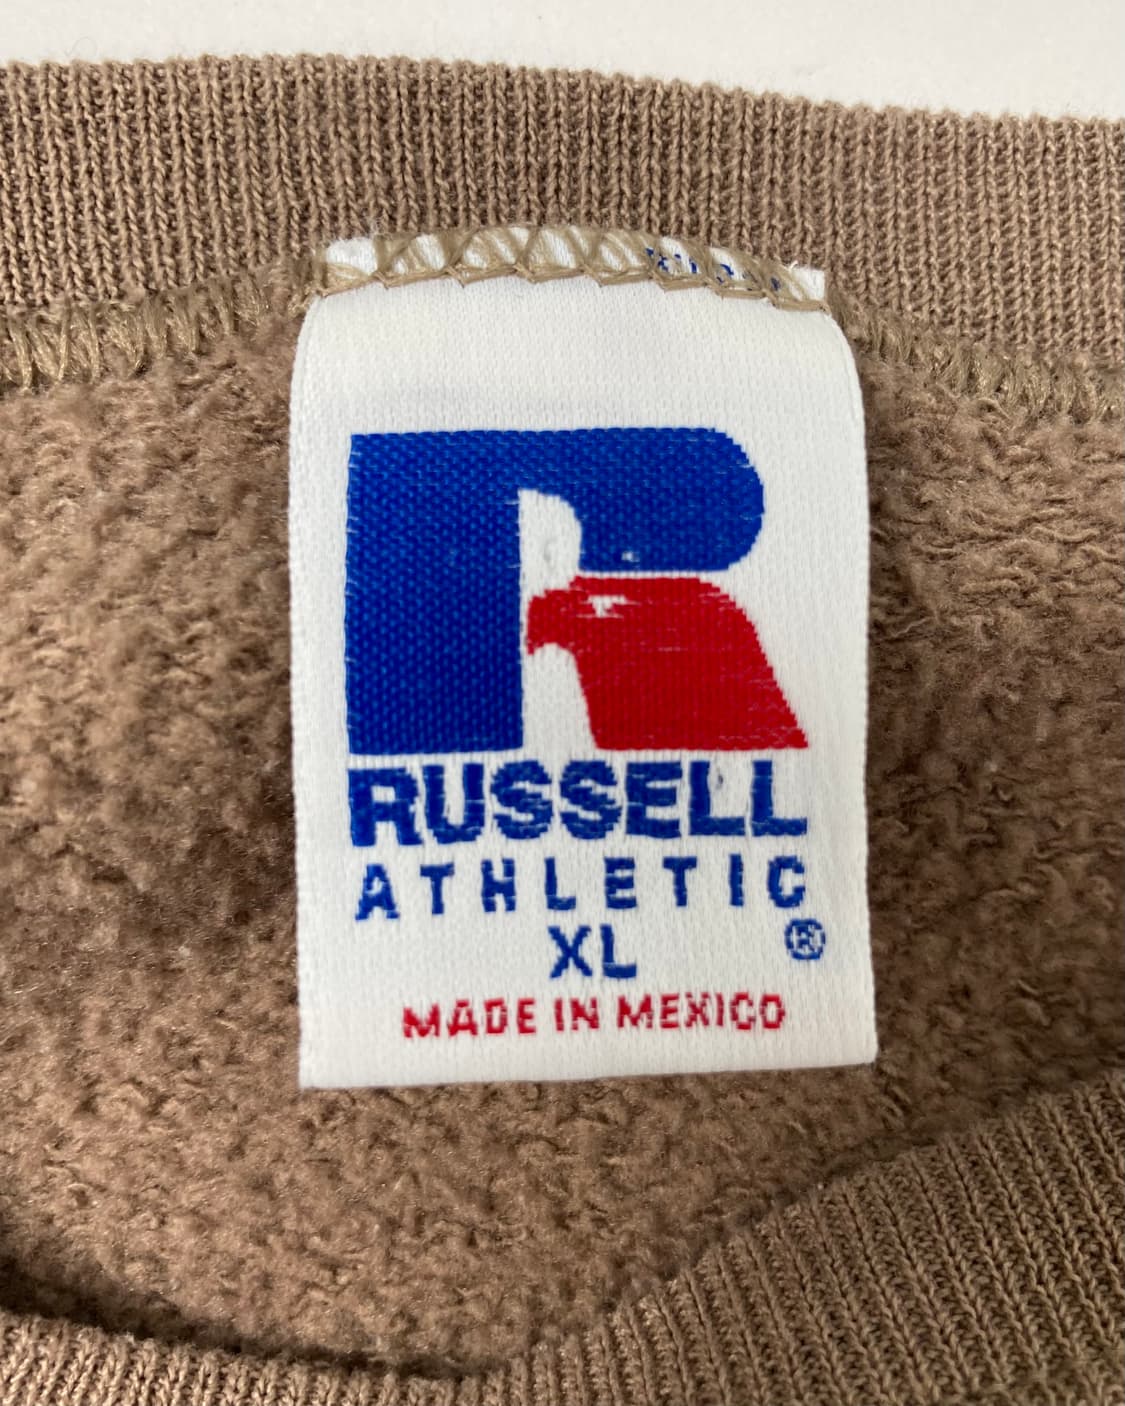 RUSSELL
ATHLETIC
XL ®
MADE IN MEXICO